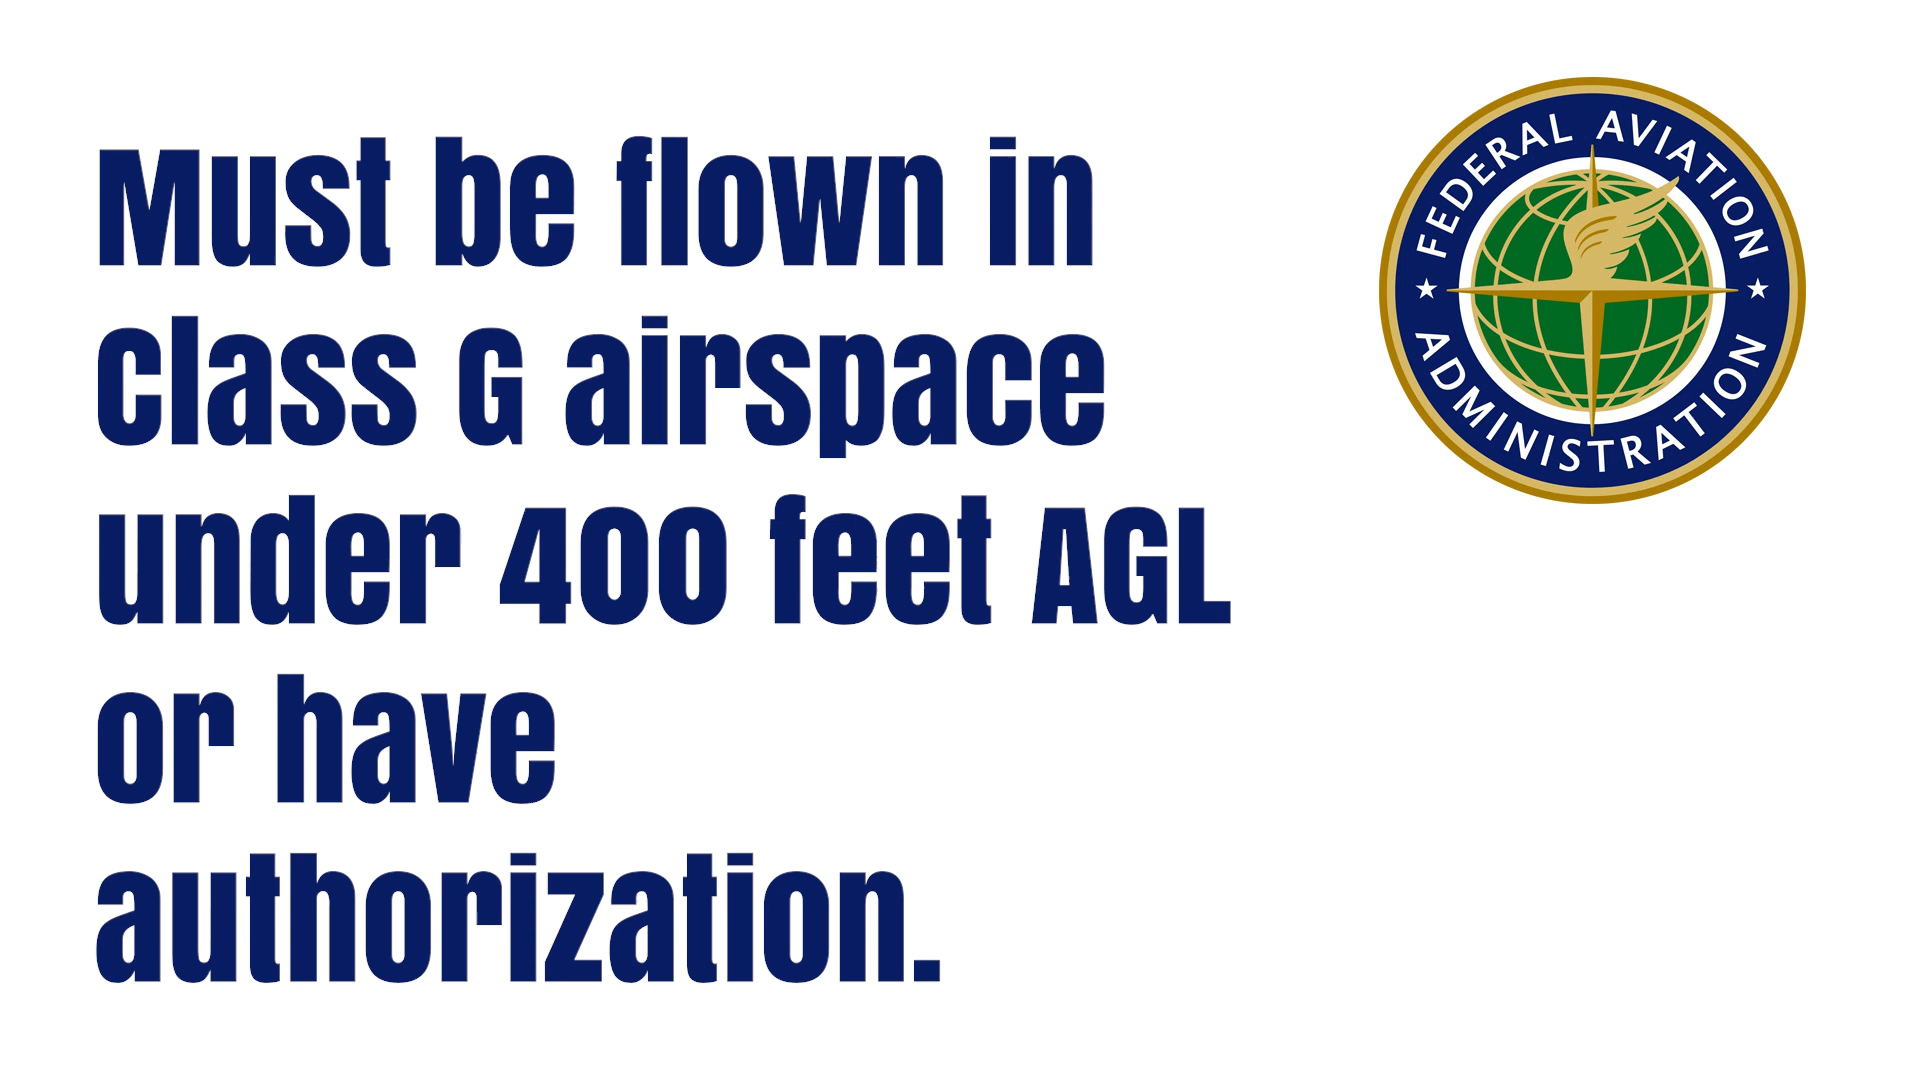 Must be flown in
Class G airspace
under 400 feet AGL
or have
authorization.
FEDERAL AVIATION
ADMINISTRATION